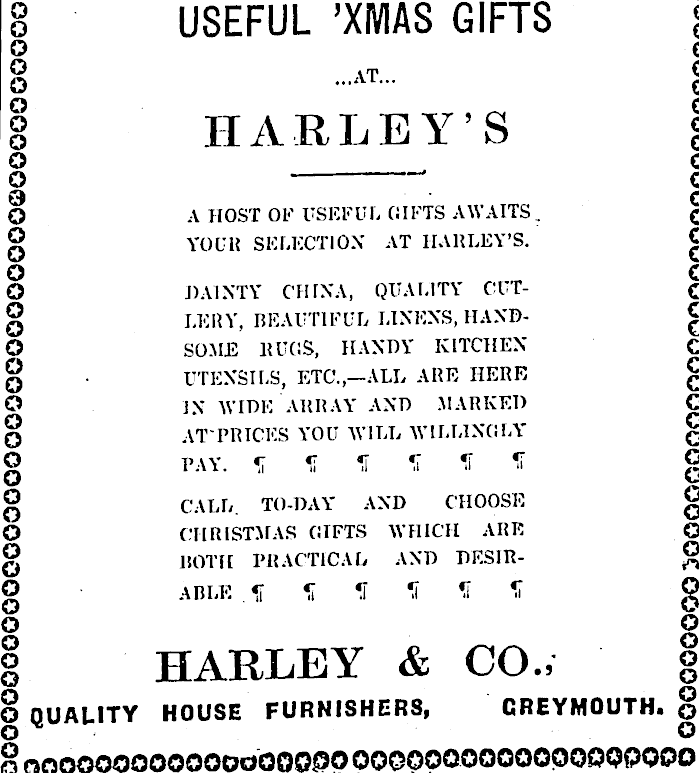 USEFUL 'XMAS GIFTS
...AT...
HARLEY'S
A HOST OF USEFUL GIFTS AWAITS
YOUR SELECTION AT HARLEY'S.
DAINTY CHINA, QUALITY CUT-
LERY, BEAUTIFUL LINENS, HAND-
SOME RUGS, HANDY KITCHEN
UTENSILS, ETC.,—ALL ARE HERE
IN WIDE ARRAY AND MARKED
AT PRICES YOU WILL WILLINGLY
PAY. ¶ ¶ ¶ ¶ ¶ ¶
CALL TO-DAY AND CHOOSE
CHRISTMAS GIFTS WHICH ARE
BOTH PRACTICAL AND DESIR-
ABLE ¶ ¶ ¶ ¶ ¶ ¶
HARLEY & CO.,
QUALITY HOUSE FURNISHERS, GREYMOUTH.